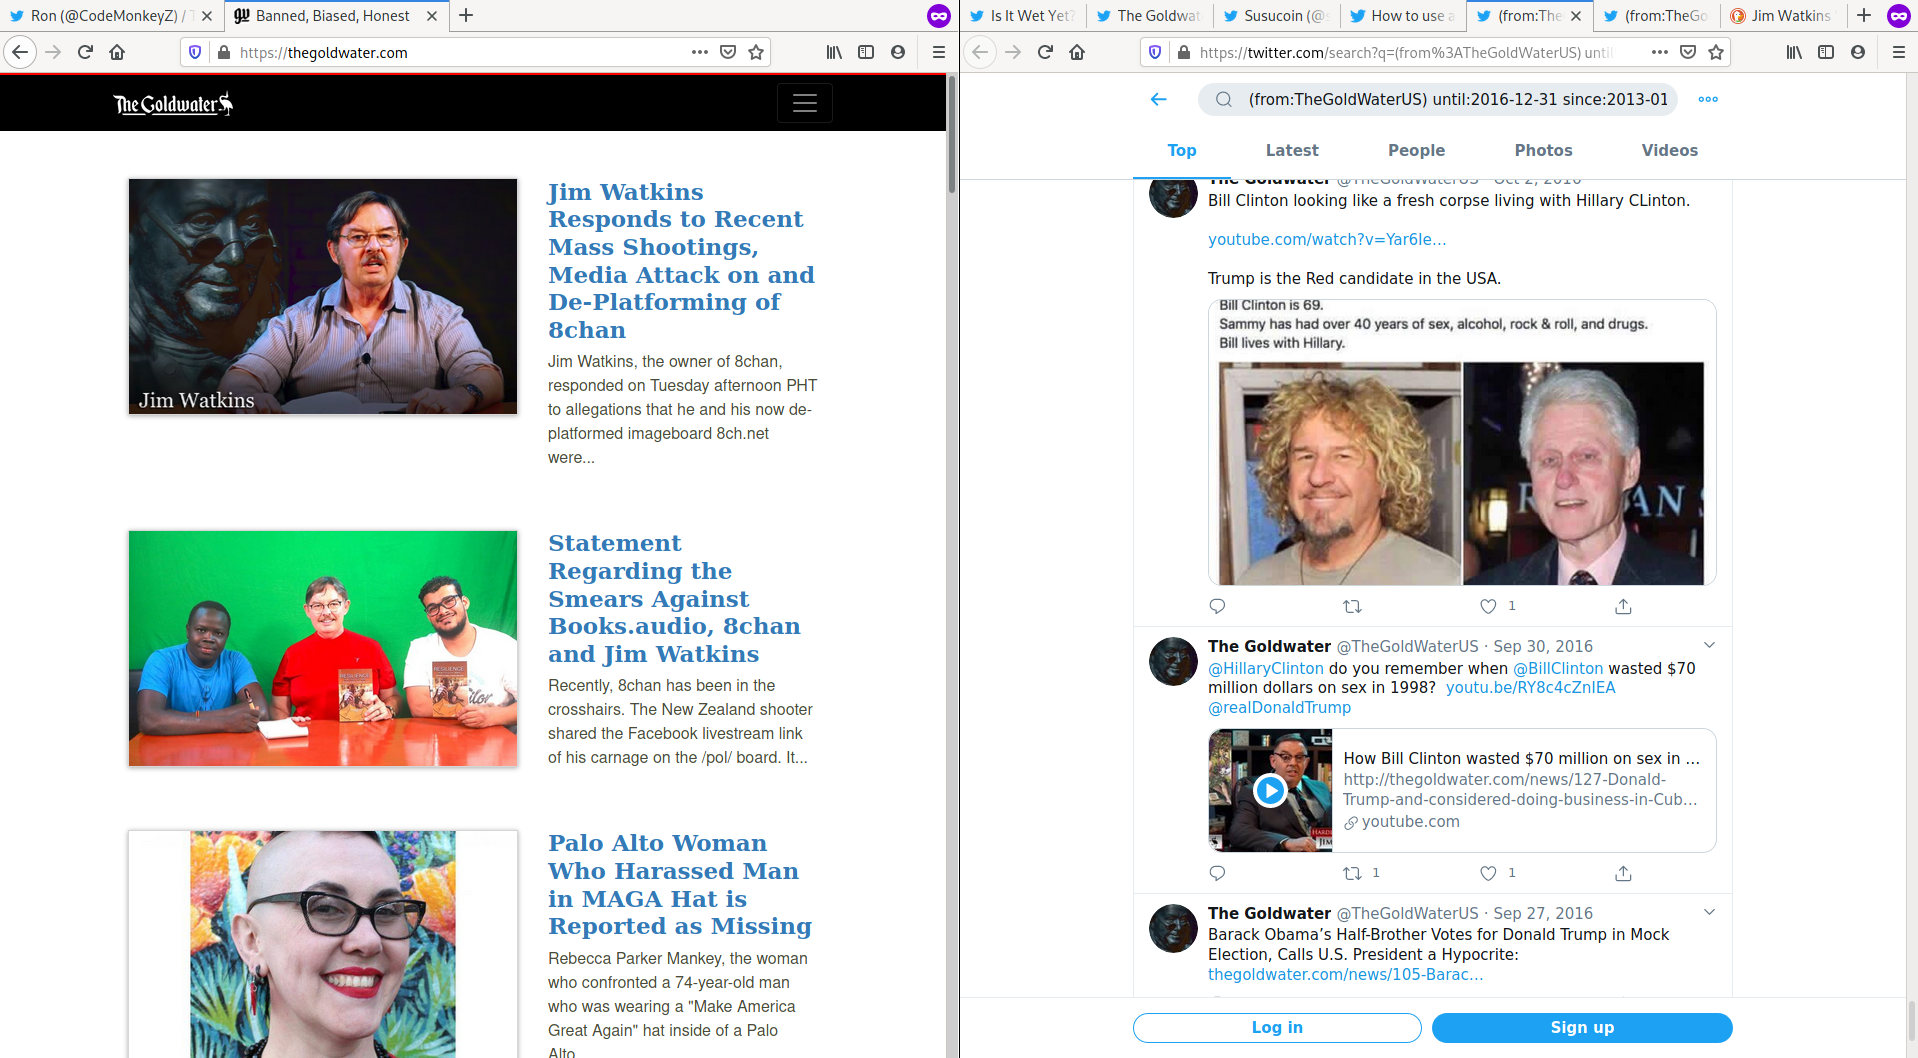 Ron (@CodeMonkeyZ) / T
Banned, Biased, Honest
https://thegoldwater.com
The Goldwater
Jim Watkins
Jim Watkins
Responds to Recent
Mass Shootings,
Media Attack on and
De-Platforming of
8chan
Jim Watkins, the owner of 8chan,
responded on Tuesday afternoon PHT
to allegations that he and his now de-
platformed imageboard 8ch.net
were...
RESILIENCE
RESILIENCE
Statement
Regarding the
Smears Against
Books.audio, 8chan
and Jim Watkins
Recently, 8chan has been in the
crosshairs. The New Zealand shooter
shared the Facebook livestream link
of his carnage on the /pol/ board. It...
Palo Alto Woman
Who Harassed Man
in MAGA Hat is
Reported as Missing
Rebecca Parker Mankey, the woman
who confronted a 74-year-old man
who was wearing a "Make America
Great Again" hat inside of a Palo
Alto
Is It Wet Yet?
The Goldwat
Susucoin (@s
How to use a
(from:The
(from:TheGo
Jim Watkins
https://twitter.com/search?q=(from%3ATheGoldWaterUS) until
(from:TheGoldWaterUS) until:2016-12-31 since:2013-01
Top
Latest
People
Photos
Videos
The Goldwater @TheGoldWaterUS · Oct 2, 2016
Bill Clinton looking like a fresh corpse living with Hillary CLinton.
youtube.com/watch?v=Yar6Ie...
Trump is the Red candidate in the USA.
Bill Clinton is 69.
Sammy has had over 40 years of sex, alcohol, rock & roll, and drugs.
Bill lives with Hillary.
1
The Goldwater @TheGoldWaterUS · Sep 30, 2016
@HillaryClinton do you remember when @BillClinton wasted $70
million dollars on sex in 1998? youtu.be/RY8c4cZnIEA
@realDonaldTrump
How Bill Clinton wasted $70 million on sex in ...
http://thegoldwater.com/news/127-Donald-
Trump-and-considered-doing-business-in-Cub...
youtube.com
1
1
The Goldwater @TheGoldWaterUS · Sep 27, 2016
Barack Obama’s Half-Brother Votes for Donald Trump in Mock
Election, Calls U.S. President a Hypocrite:
thegoldwater.com/news/105-Barac...
Log in
Sign up